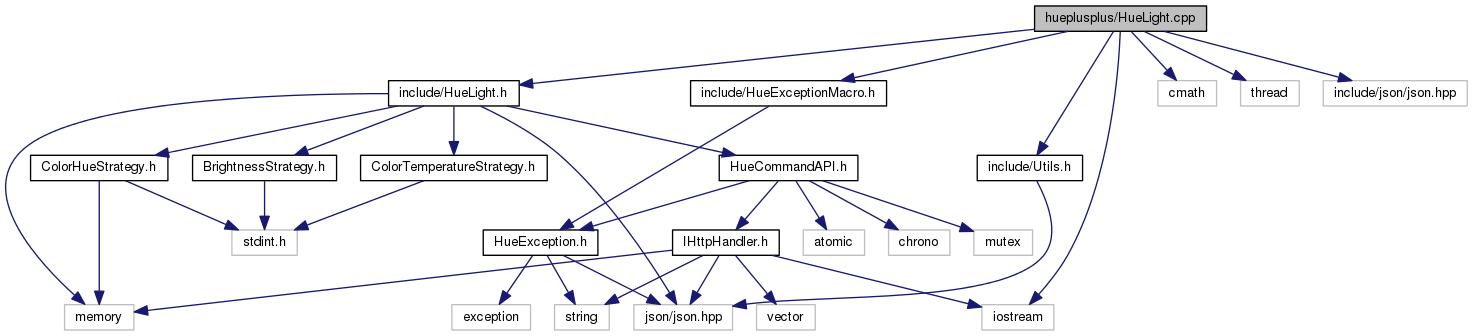 hueplusplus/HueLight.cpp
include/HueLight.h
include/HueExceptionMacro.h
cmath
thread
include/json/json.hpp
ColorHueStrategy.h
BrightnessStrategy.h
ColorTemperatureStrategy.h
HueCommandAPI.h
include/Utils.h
stdint.h
HueException.h
IHttpHandler.h
atomic
chrono
mutex
memory
exception
string
json/json.hpp
vector
iostream